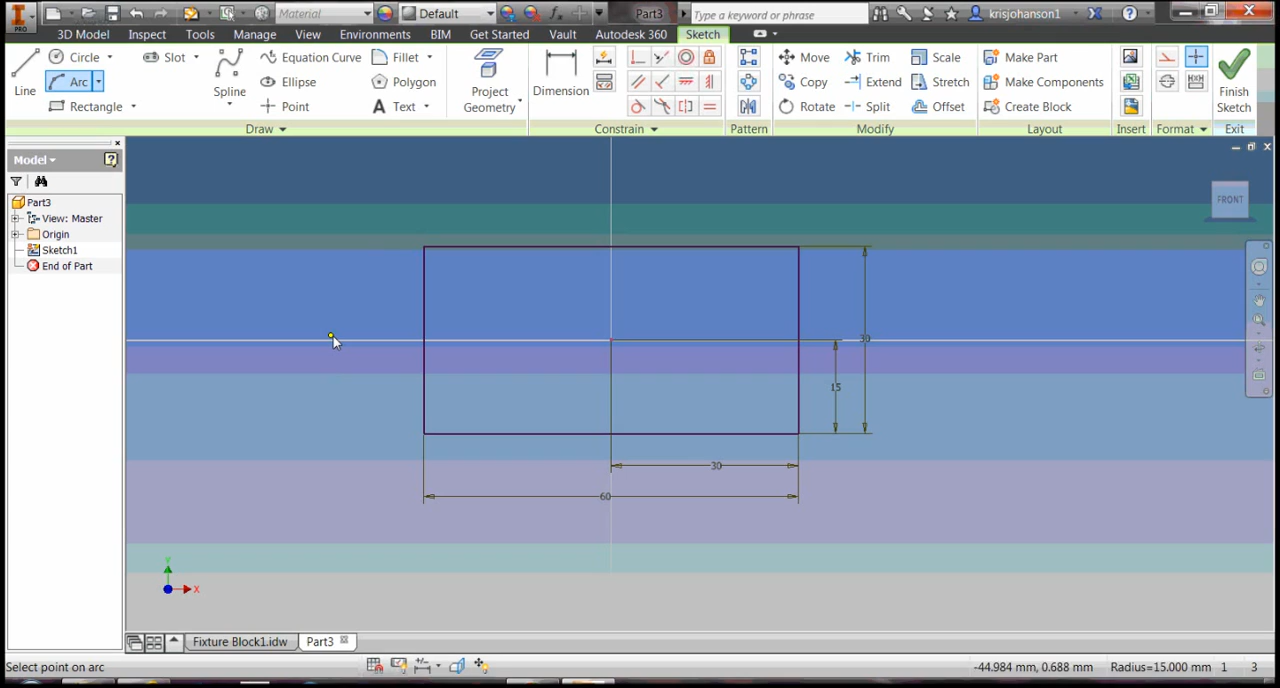 Material
Default
Part3
Type a keyword or phrase
krisjohanson1
PRO
3D Model
Inspect
Tools
Manage
View
Environments
BIM
Get Started
Vault
Autodesk 360
Sketch
Line
Circle
Arc
Rectangle
Slot
Spline
Equation Curve
Ellipse
Point
Fillet
Polygon
A Text
Project
Geometry
Dimension
Move
Copy
Rotate
Trim
Extend
Split
Scale
Stretch
Offset
Make Part
Make Components
Create Block
Finish
Sketch
Draw
Constrain
Pattern
Modify
Layout
Insert
Format
Exit
Model
Part3
View: Master
Origin
Sketch1
End of Part
FRONT
30
15
30
60
Y
X
Fixture Block1.idw
Part3
Select point on arc
-44.984 mm, 0.688 mm
Radius=15.000 mm
1
3